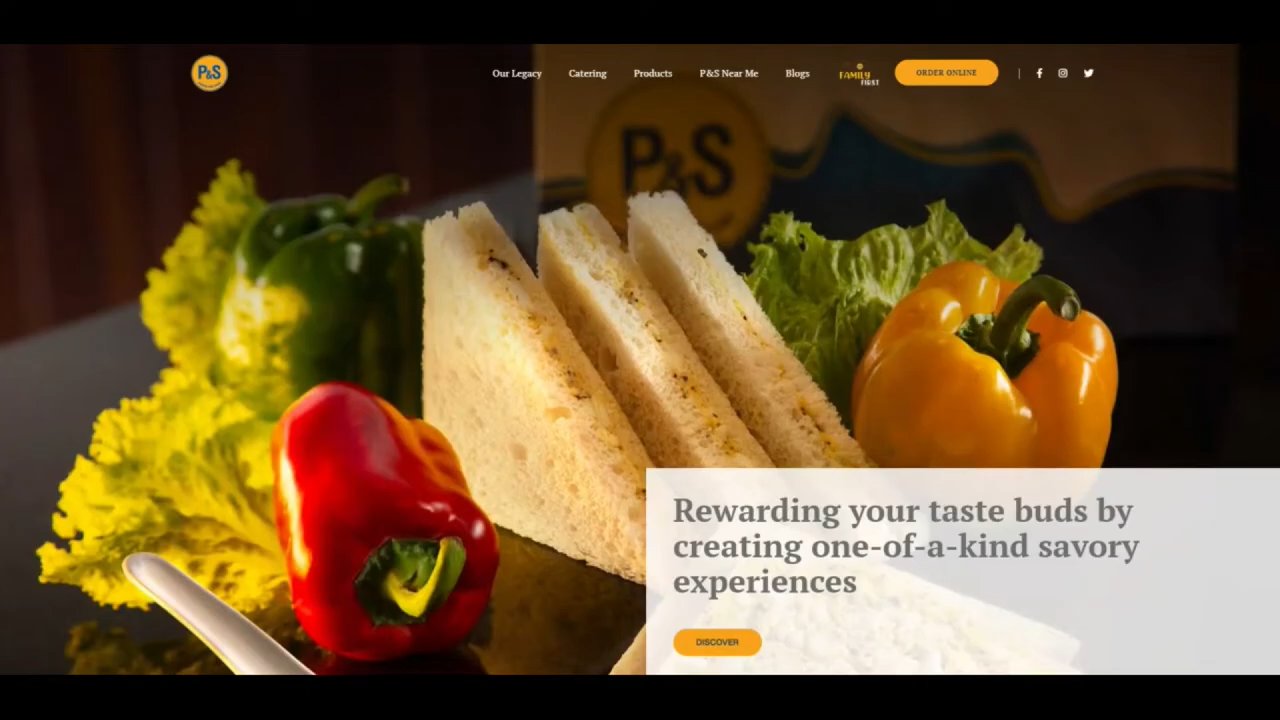 P&S
Our Legacy
Catering
Products
P&S Near Me
Blogs
FAMILY
FIRST
ORDER ONLINE
P&S
Rewarding your taste buds by
creating one-of-a-kind savory
experiences
DISCOVER